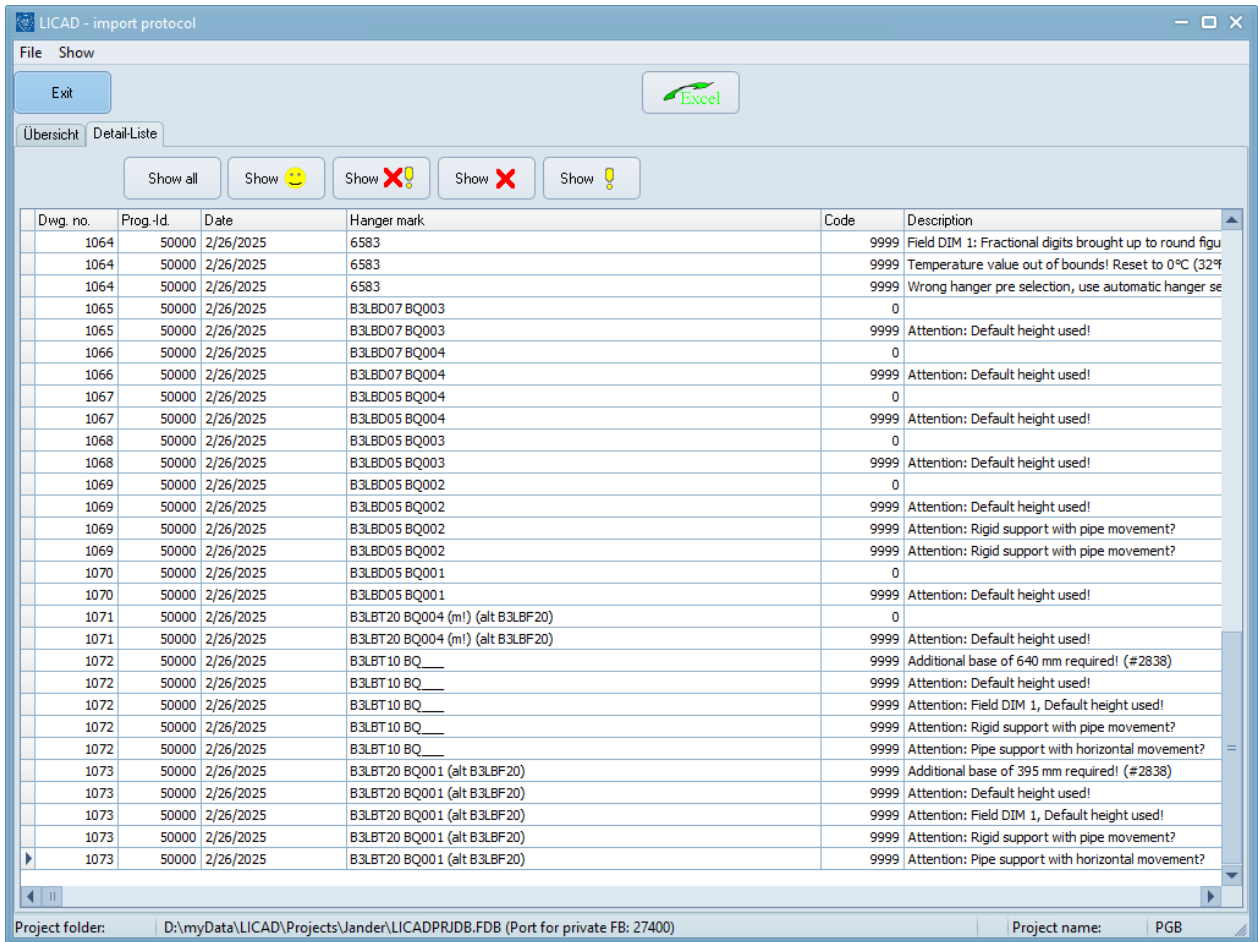 LICAD - import protocol
File Show
Exit
Excel
Übersicht Detail-Liste
Show all Show Show Show Show
Dwg. no. Prog.-Id. Date Hanger mark Code Description
1064 50000 2/26/2025 6583 9999 Field DIM 1: Fractional digits brought up to round figu
1064 50000 2/26/2025 6583 9999 Temperature value out of bounds! Reset to 0°C (32°F
1064 50000 2/26/2025 6583 9999 Wrong hanger pre selection, use automatic hanger se
1065 50000 2/26/2025 B3LBD07 BQ003 0
1065 50000 2/26/2025 B3LBD07 BQ003 9999 Attention: Default height used!
1066 50000 2/26/2025 B3LBD07 BQ004 0
1066 50000 2/26/2025 B3LBD07 BQ004 9999 Attention: Default height used!
1067 50000 2/26/2025 B3LBD05 BQ004 0
1067 50000 2/26/2025 B3LBD05 BQ004 9999 Attention: Default height used!
1068 50000 2/26/2025 B3LBD05 BQ003 0
1068 50000 2/26/2025 B3LBD05 BQ003 9999 Attention: Default height used!
1069 50000 2/26/2025 B3LBD05 BQ002 0
1069 50000 2/26/2025 B3LBD05 BQ002 9999 Attention: Default height used!
1069 50000 2/26/2025 B3LBD05 BQ002 9999 Attention: Rigid support with pipe movement?
1069 50000 2/26/2025 B3LBD05 BQ002 9999 Attention: Rigid support with pipe movement?
1070 50000 2/26/2025 B3LBD05 BQ001 0
1070 50000 2/26/2025 B3LBD05 BQ001 9999 Attention: Default height used!
1071 50000 2/26/2025 B3LBT20 BQ004 (m!) (alt B3LBF20) 0
1071 50000 2/26/2025 B3LBT20 BQ004 (m!) (alt B3LBF20) 9999 Attention: Default height used!
1072 50000 2/26/2025 B3LBT10 BQ___ 9999 Additional base of 640 mm required! (#2838)
1072 50000 2/26/2025 B3LBT10 BQ___ 9999 Attention: Default height used!
1072 50000 2/26/2025 B3LBT10 BQ___ 9999 Attention: Field DIM 1, Default height used!
1072 50000 2/26/2025 B3LBT10 BQ___ 9999 Attention: Rigid support with pipe movement?
1072 50000 2/26/2025 B3LBT10 BQ___ 9999 Attention: Pipe support with horizontal movement?
1073 50000 2/26/2025 B3LBT20 BQ001 (alt B3LBF20) 9999 Additional base of 395 mm required! (#2838)
1073 50000 2/26/2025 B3LBT20 BQ001 (alt B3LBF20) 9999 Attention: Default height used!
1073 50000 2/26/2025 B3LBT20 BQ001 (alt B3LBF20) 9999 Attention: Field DIM 1, Default height used!
1073 50000 2/26/2025 B3LBT20 BQ001 (alt B3LBF20) 9999 Attention: Rigid support with pipe movement?
1073 50000 2/26/2025 B3LBT20 BQ001 (alt B3LBF20) 9999 Attention: Pipe support with horizontal movement?
Project folder: D:\myData\LICAD\Projects\Jander\LICADPRJDB.FDB (Port for private FB: 27400) Project name: PGB